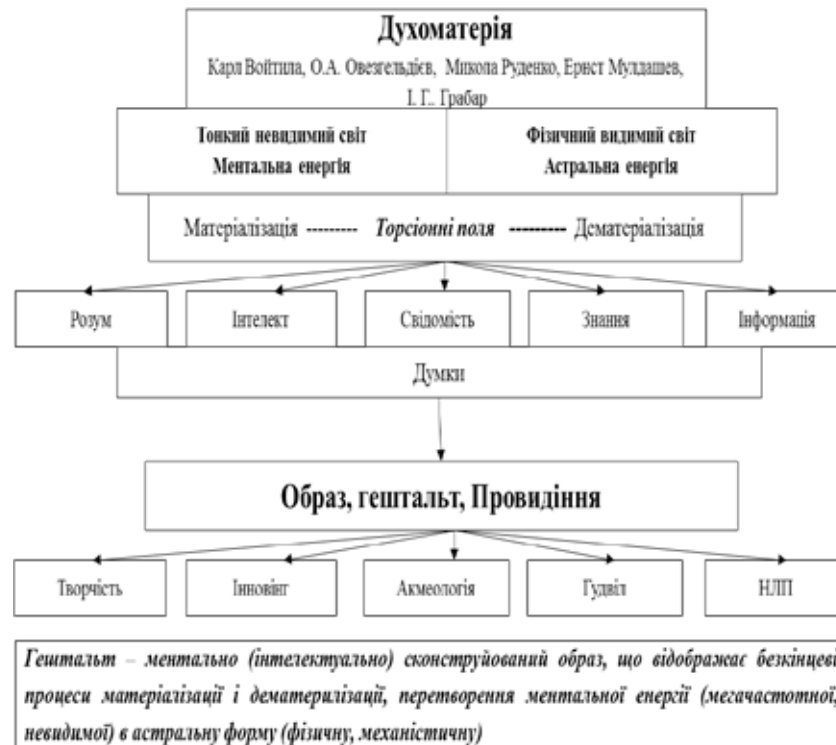 Духоматерія
Карл Войтила, О.А. Овезгельдієв, Микола Руденко, Ернст Мулдашев,
І. Г.. Грабар
Тонкий невидимий світ
Ментальна енергія
Фізичний видимий світ
Астральна енергія
Матеріалізація --------- Торсіонні поля --------- Дематеріалізація
Розум
Інтелект
Свідомість
Знання
Інформація
Думки
Образ, гештальт, Провидіння
Творчість
Інновінг
Акмеологія
Гудвіл
НЛП
Гештальт – ментально (інтелектуально) сконструйований образ, що відображає безкінцеві
процеси матеріалізації і дематерилізації, перетворення ментальної енергії (мегачастотної,
невидимої) в астральну форму (фізичну, механістичну)